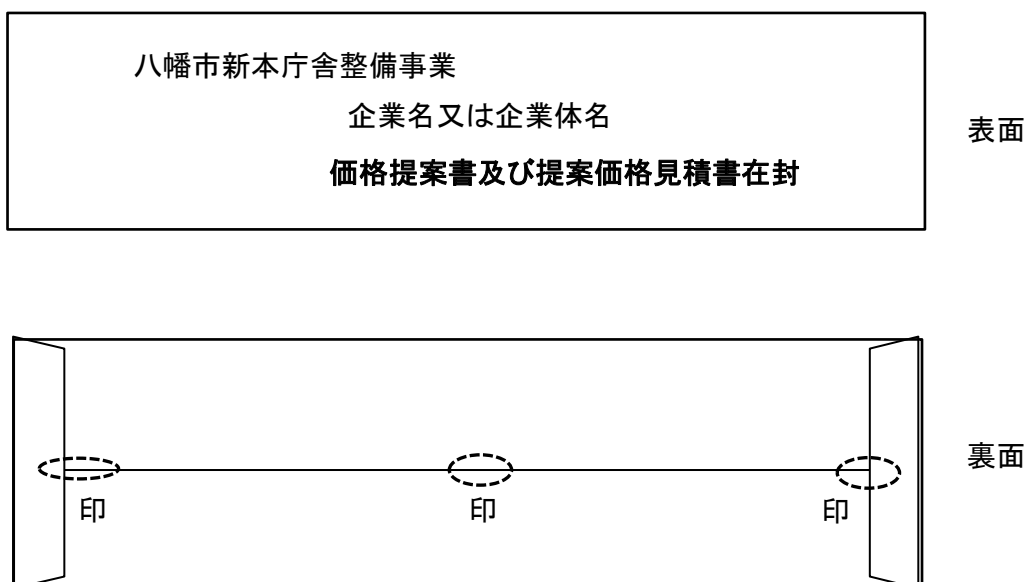 八幡市新本庁舎整備事業
企業名又は企業体名
価格提案書及び提案価格見積書在封
表面
裏面
印 印 印